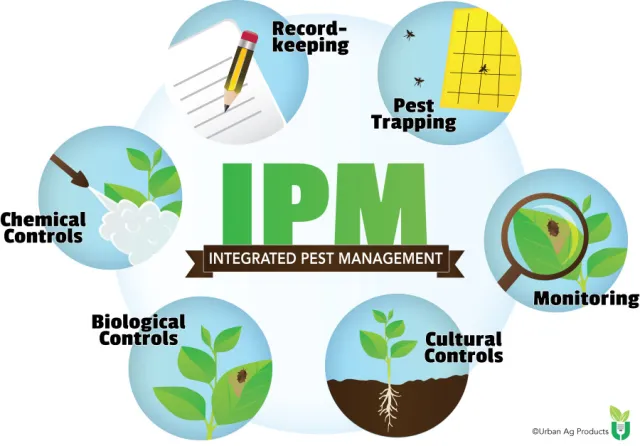 Record-
keeping
Pest
Trapping
IPM
INTEGRATED PEST MANAGEMENT
Chemical
Controls
Monitoring
Biological
Controls
Cultural
Controls
©Urban Ag Products